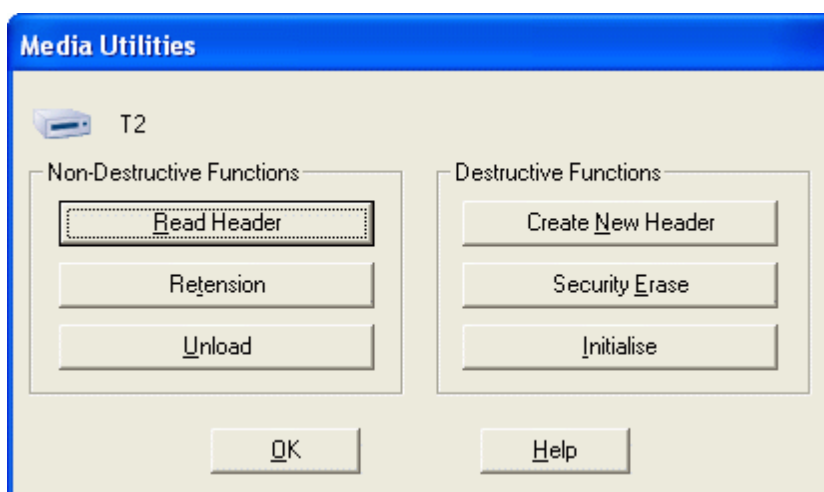 Media Utilities
T2
Non-Destructive Functions
Read Header
Retension
Unload
Destructive Functions
Create New Header
Security Erase
Initialise
OK
Help